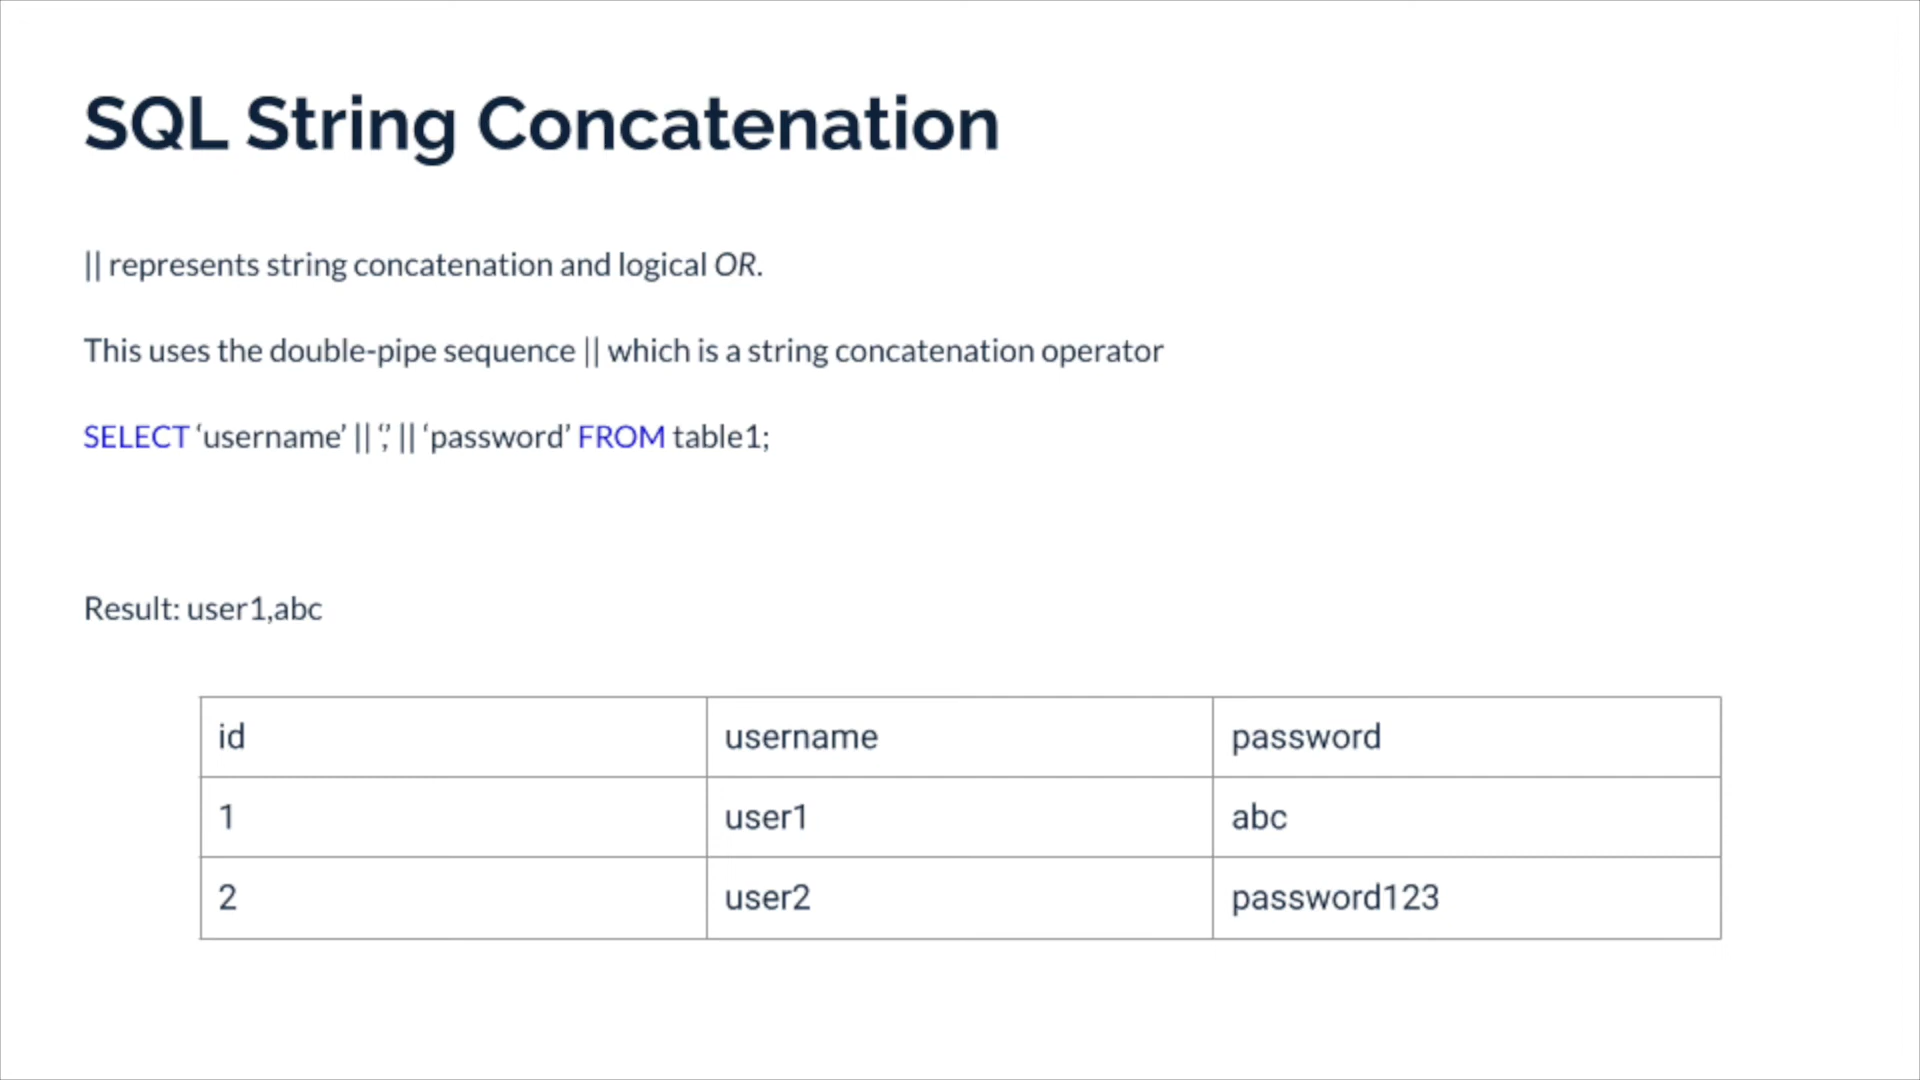 SQL String Concatenation
|| represents string concatenation and logical OR.
This uses the double-pipe sequence || which is a string concatenation operator
SELECT ‘username’ || ‘,’ || ‘password’ FROM table1;
Result: user1,abc
id username password
1 user1 abc
2 user2 password123